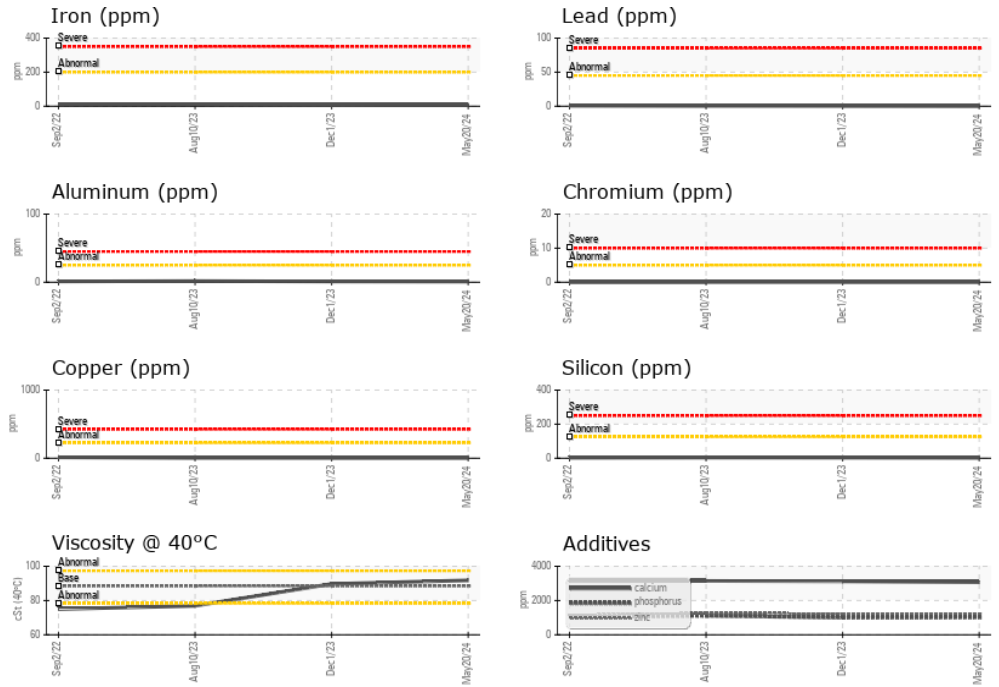 Iron (ppm)
400
200
0
ppm
Severe
Abnormal
Sep2/22
Aug10/23
Dec1/23
May20/24
Lead (ppm)
100
50
0
ppm
Severe
Abnormal
Sep2/22
Aug10/23
Dec1/23
May20/24
Aluminum (ppm)
100
0
ppm
Severe
Abnormal
Sep2/22
Aug10/23
Dec1/23
May20/24
Chromium (ppm)
20
10
0
ppm
Severe
Abnormal
Sep2/22
Aug10/23
Dec1/23
May20/24
Copper (ppm)
1000
0
ppm
Severe
Abnormal
Sep2/22
Aug10/23
Dec1/23
May20/24
Silicon (ppm)
400
200
0
ppm
Severe
Abnormal
Sep2/22
Aug10/23
Dec1/23
May20/24
Viscosity @ 40°C
100
80
60
cSt (40°C)
Abnormal
Base
Abnormal
Sep2/22
Aug10/23
Dec1/23
May20/24
Additives
4000
2000
0
ppm
calcium
phosphorus
zinc
Sep2/22
Aug10/23
Dec1/23
May20/24